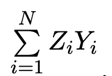 \sum_{i=1}^{N} Z_i Y_i